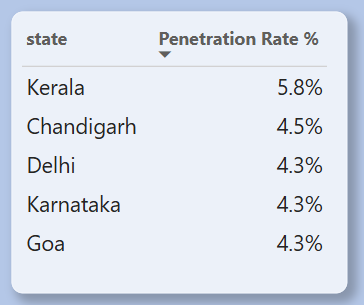 state Penetration Rate %
Kerala 5.8%
Chandigarh 4.5%
Delhi 4.3%
Karnataka 4.3%
Goa 4.3%